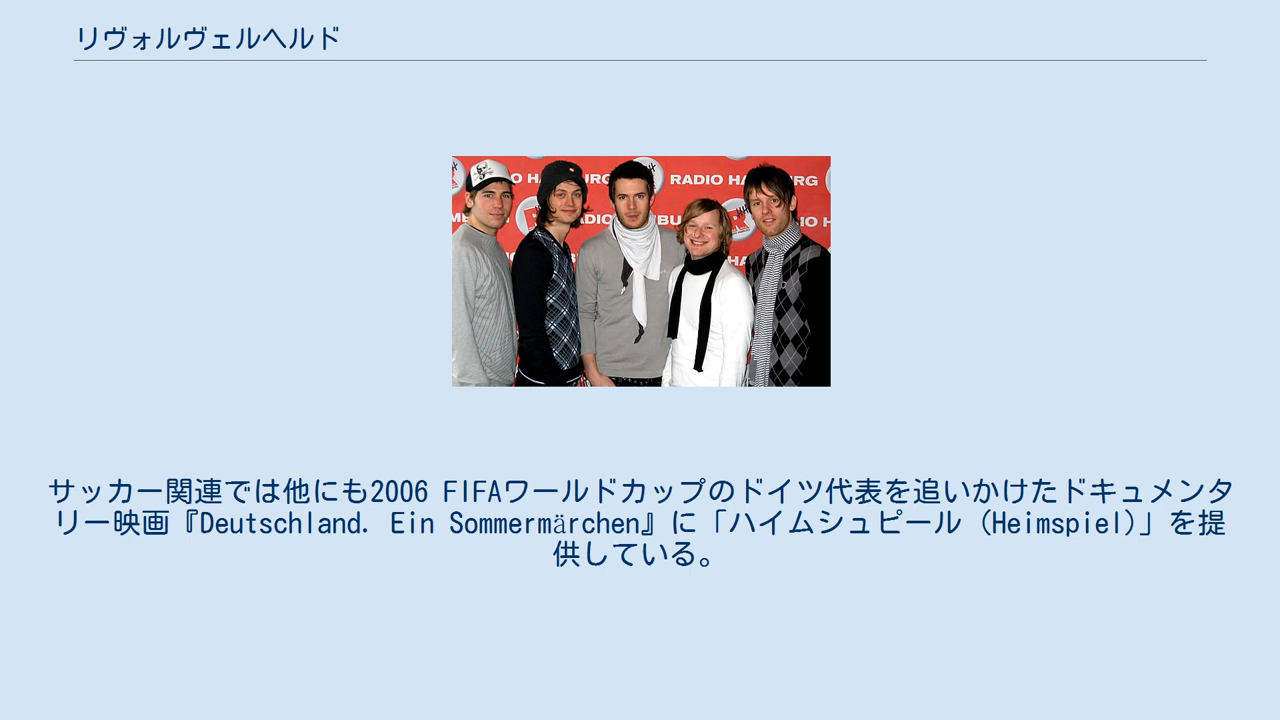 リヴォルヴェルヘルド
RADIO HAMBURG
サッカー関連では他にも2006 FIFAワールドカップのドイツ代表を追いかけたドキュメンタ
リー映画『Deutschland. Ein Sommermärchen』に「ハイムシュピール (Heimspiel)」を提
供している。